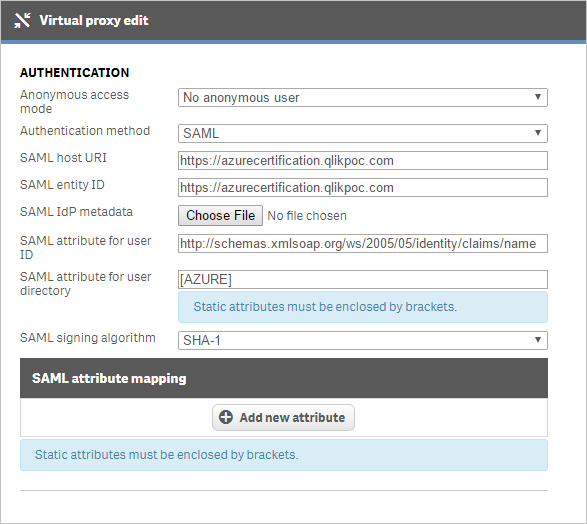 Virtual proxy edit
AUTHENTICATION
Anonymous access
mode
No anonymous user
Authentication method
SAML
SAML host URI
https://azurecertification.qlikpoc.com
SAML entity ID
https://azurecertification.qlikpoc.com
SAML IdP metadata
Choose File No file chosen
SAML attribute for user
ID
http://schemas.xmlsoap.org/ws/2005/05/identity/claims/name
SAML attribute for user
directory
[AZURE]
Static attributes must be enclosed by brackets.
SAML signing algorithm
SHA-1
SAML attribute mapping
Add new attribute
Static attributes must be enclosed by brackets.